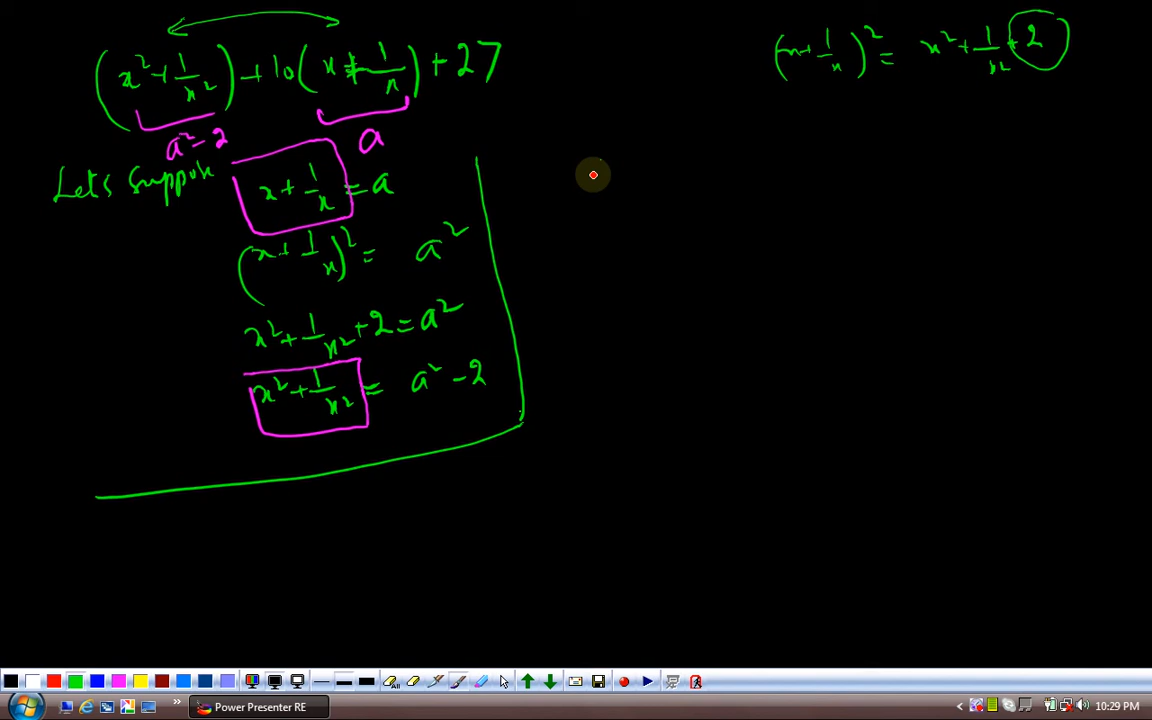 (x² + 1/x²) + 10(x + 1/x) + 27
a² - 2
a
Lets Suppose
x + 1/x = a
(x + 1/x)² = a²
x² + 1/x² + 2 = a²
x² + 1/x² = a² - 2
(x + 1/x)² = x² + 1/x² + 2
All
Power Presenter RE
10:29 PM